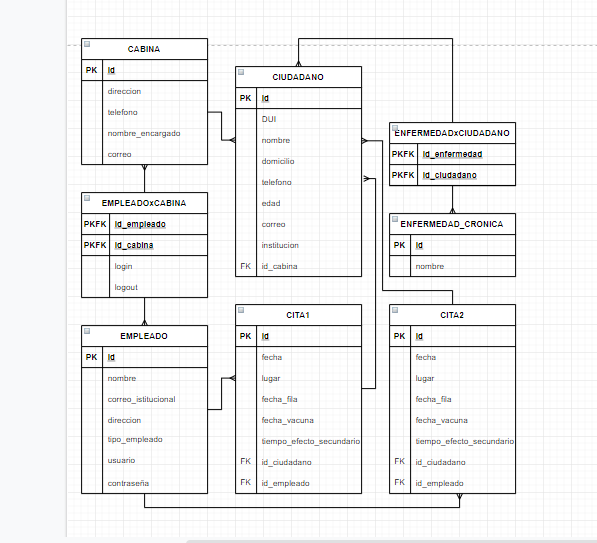 CABINA
PK id
direccion
telefono
nombre_encargado
correo
CIUDADANO
PK id
DUI
nombre
domicilio
telefono
edad
correo
institucion
FK id_cabina
ENFERMEDADxCIUDADANO
PKFK id_enfermedad
PKFK id_ciudadano
EMPLEADOxCABINA
PKFK id_empleado
PKFK id_cabina
login
logout
ENFERMEDAD_CRONICA
PK id
nombre
EMPLEADO
PK id
nombre
correo_istitucional
direccion
tipo_empleado
usuario
contraseña
CITA1
PK id
fecha
lugar
fecha_fila
fecha_vacuna
tiempo_efecto_secundario
FK id_ciudadano
FK id_empleado
CITA2
PK id
fecha
lugar
fecha_fila
fecha_vacuna
tiempo_efecto_secundario
FK id_ciudadano
FK id_empleado